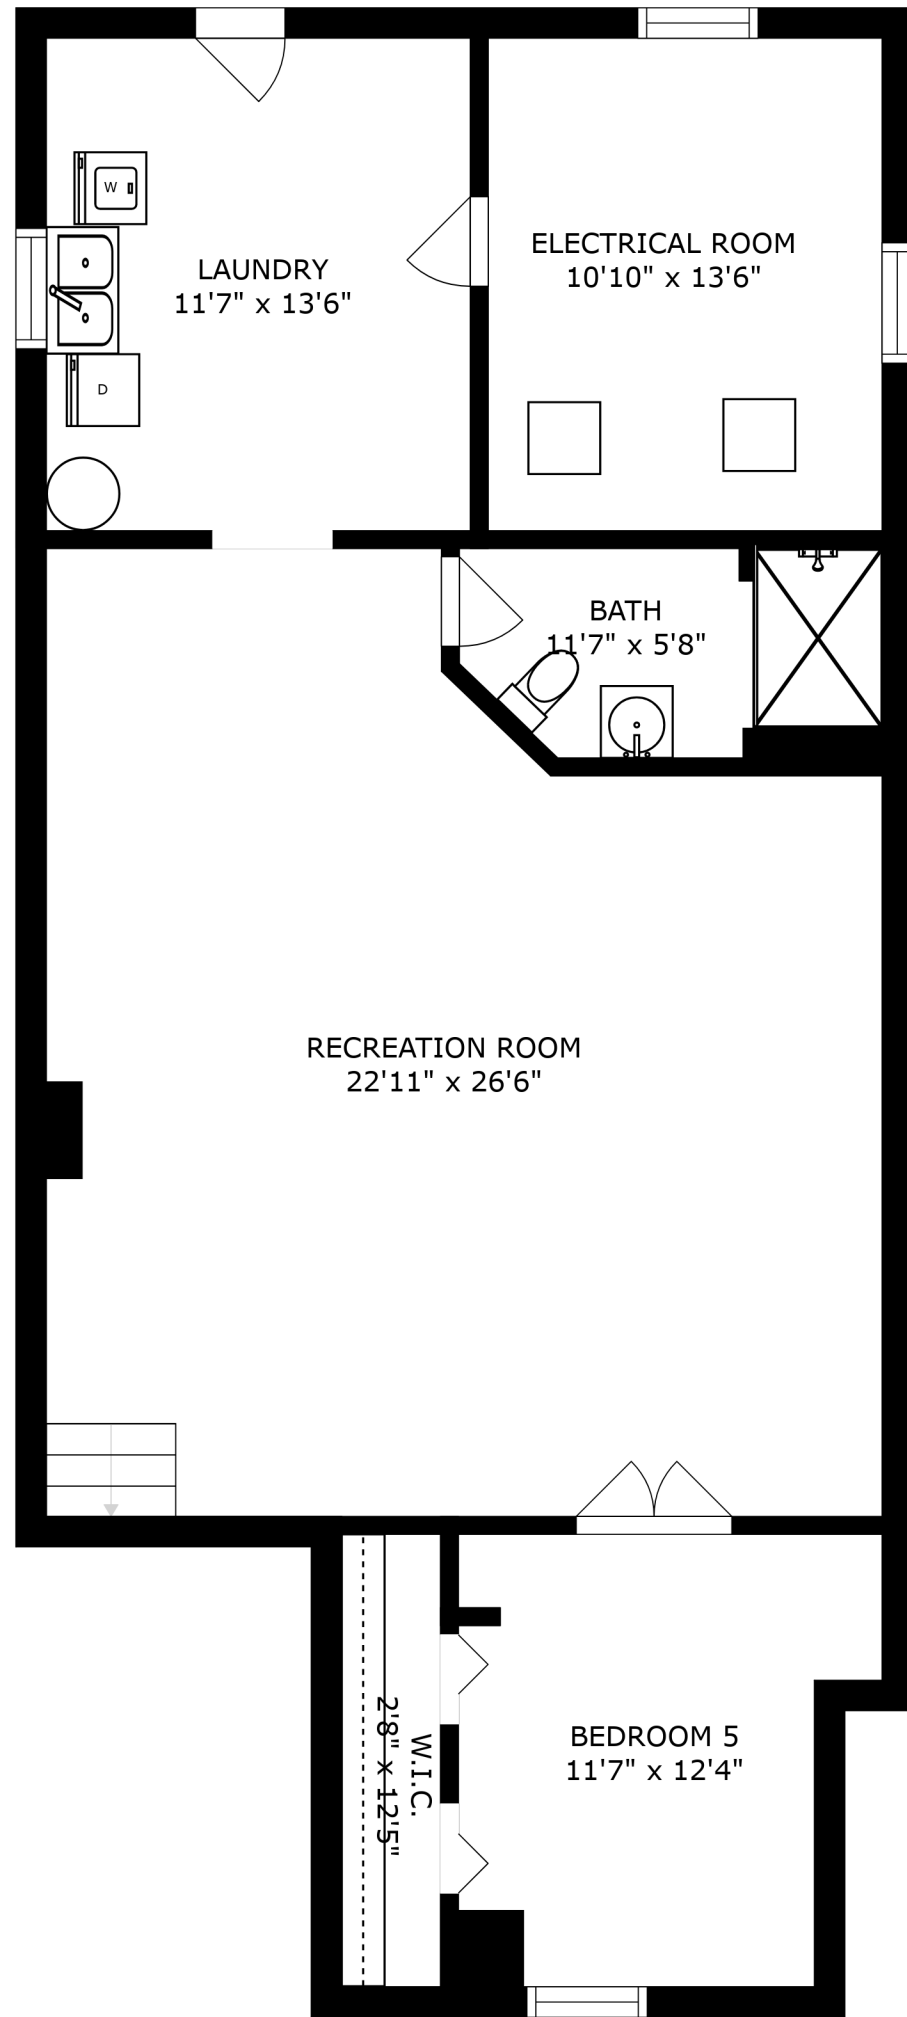 W
ELECTRICAL ROOM
10'10" x 13'6"
LAUNDRY
11'7" x 13'6"
D
BATH
11'7" x 5'8"
RECREATION ROOM
22'11" x 26'6"
W.I.C.
2'8" x 12'5"
BEDROOM 5
11'7" x 12'4"